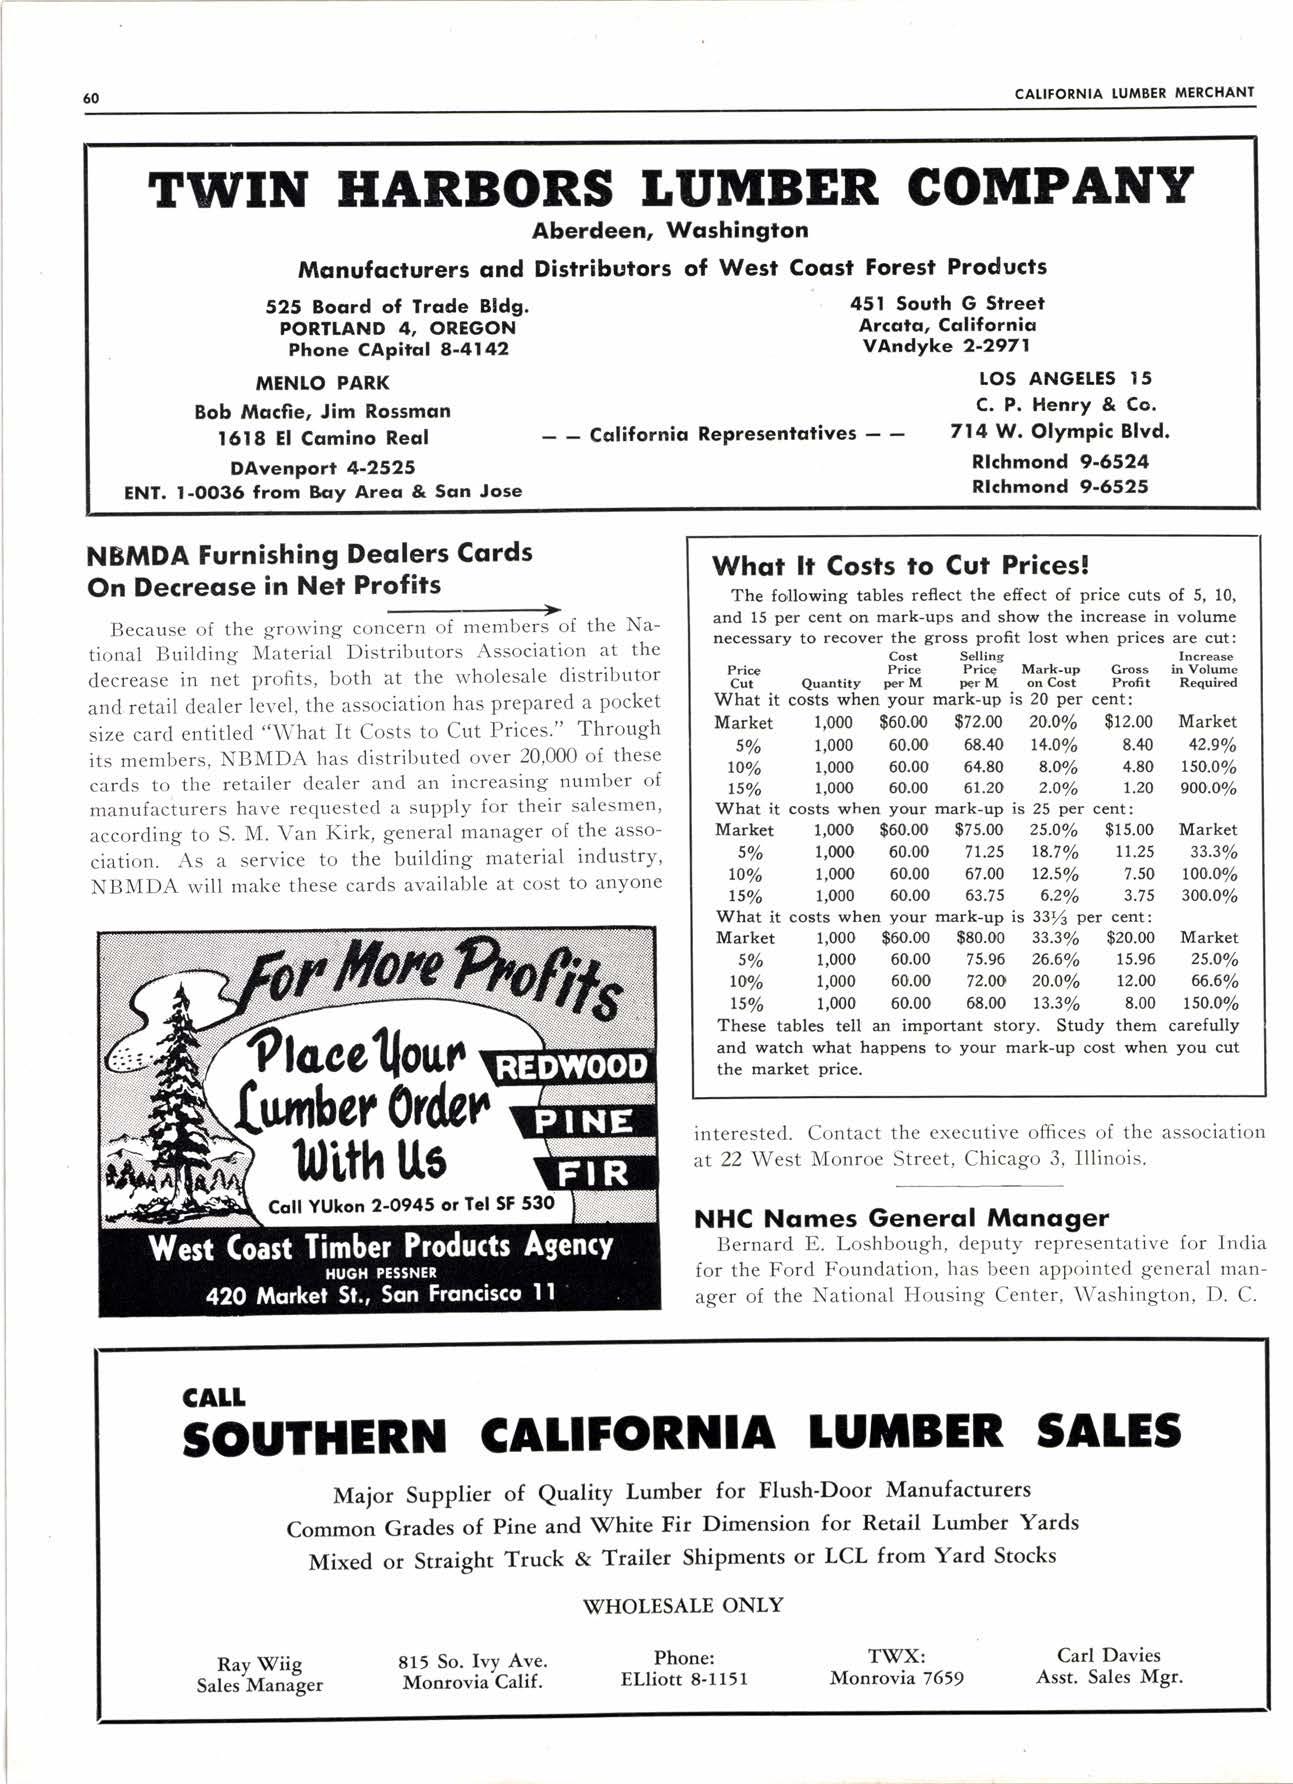 60
CALIFORNIA LUMBER MERCHANT
TWIN HARBORS LUMBER COMPANY
Aberdeen, Washington
Manufacturers and Distributors of West Coast Forest Products
525 Board of Trade Bldg.
PORTLAND 4, OREGON
Phone CApital 8-4142
451 South G Street
Arcata, California
VAndyke 2-2971
MENLO PARK
Bob Macfie, Jim Rossman
1618 El Camino Real
DAvenport 4-2525
ENT. 1-0036 from Bay Area & San Jose
— — California Representatives — —
LOS ANGELES 15
C. P. Henry & Co.
714 W. Olympic Blvd.
RIchmond 9-6524
RIchmond 9-6525
NBMDA Furnishing Dealers Cards
On Decrease in Net Profits
Because of the growing concern of members of the Na-
tional Building Material Distributors Association at the
decrease in net profits, both at the wholesale distributor
and retail dealer level, the association has prepared a pocket
size card entitled "What It Costs to Cut Prices." Through
its members, NBMDA has distributed over 20,000 of these
cards to the retailer dealer and an increasing number of
manufacturers have requested a supply for their salesmen,
according to S. M. Van Kirk, general manager of the asso-
ciation. As a service to the building material industry,
NBMDA will make these cards available at cost to anyone
For More Profits
Place Your
Lumber Order
With Us
REDWOOD
PINE
FIR
Call YUkon 2-0945 or Tel SF 530
West Coast Timber Products Agency
HUGH PESSNER
420 Market St., San Francisco 11
What It Costs to Cut Prices!
The following tables reflect the effect of price cuts of 5, 10,
and 15 per cent on mark-ups and show the increase in volume
necessary to recover the gross profit lost when prices are cut:
Cost Selling Increase
Price Price Price Mark-up Gross in Volume
Cut Quantity per M per M on Cost Profit Required
What it costs when your mark-up is 20 per cent:
Market 1,000 $60.00 $72.00 20.0% $12.00 Market
5% 1,000 60.00 68.40 14.0% 8.40 42.9%
10% 1,000 60.00 64.80 8.0% 4.80 150.0%
15% 1,000 60.00 61.20 2.0% 1.20 900.0%
What it costs when your mark-up is 25 per cent:
Market 1,000 $60.00 $75.00 25.0% $15.00 Market
5% 1,000 60.00 71.25 18.7% 11.25 33.3%
10% 1,000 60.00 67.00 12.5% 7.50 100.0%
15% 1,000 60.00 63.75 6.2% 3.75 300.0%
What it costs when your mark-up is 33⅓ per cent:
Market 1,000 $60.00 $80.00 33.3% $20.00 Market
5% 1,000 60.00 75.96 26.6% 15.96 25.0%
10% 1,000 60.00 72.00 20.0% 12.00 66.6%
15% 1,000 60.00 68.00 13.3% 8.00 150.0%
These tables tell an important story. Study them carefully
and watch what happens to your mark-up cost when you cut
the market price.
interested. Contact the executive offices of the association
at 22 West Monroe Street, Chicago 3, Illinois.
NHC Names General Manager
Bernard E. Loshbough, deputy representative for India
for the Ford Foundation, has been appointed general man-
ager of the National Housing Center, Washington, D. C.
CALL
SOUTHERN CALIFORNIA LUMBER SALES
Major Supplier of Quality Lumber for Flush-Door Manufacturers
Common Grades of Pine and White Fir Dimension for Retail Lumber Yards
Mixed or Straight Truck & Trailer Shipments or LCL from Yard Stocks
WHOLESALE ONLY
Ray Wiig
Sales Manager
815 So. Ivy Ave.
Monrovia Calif.
Phone:
ELliott 8-1151
TWX:
Monrovia 7659
Carl Davies
Asst. Sales Mgr.